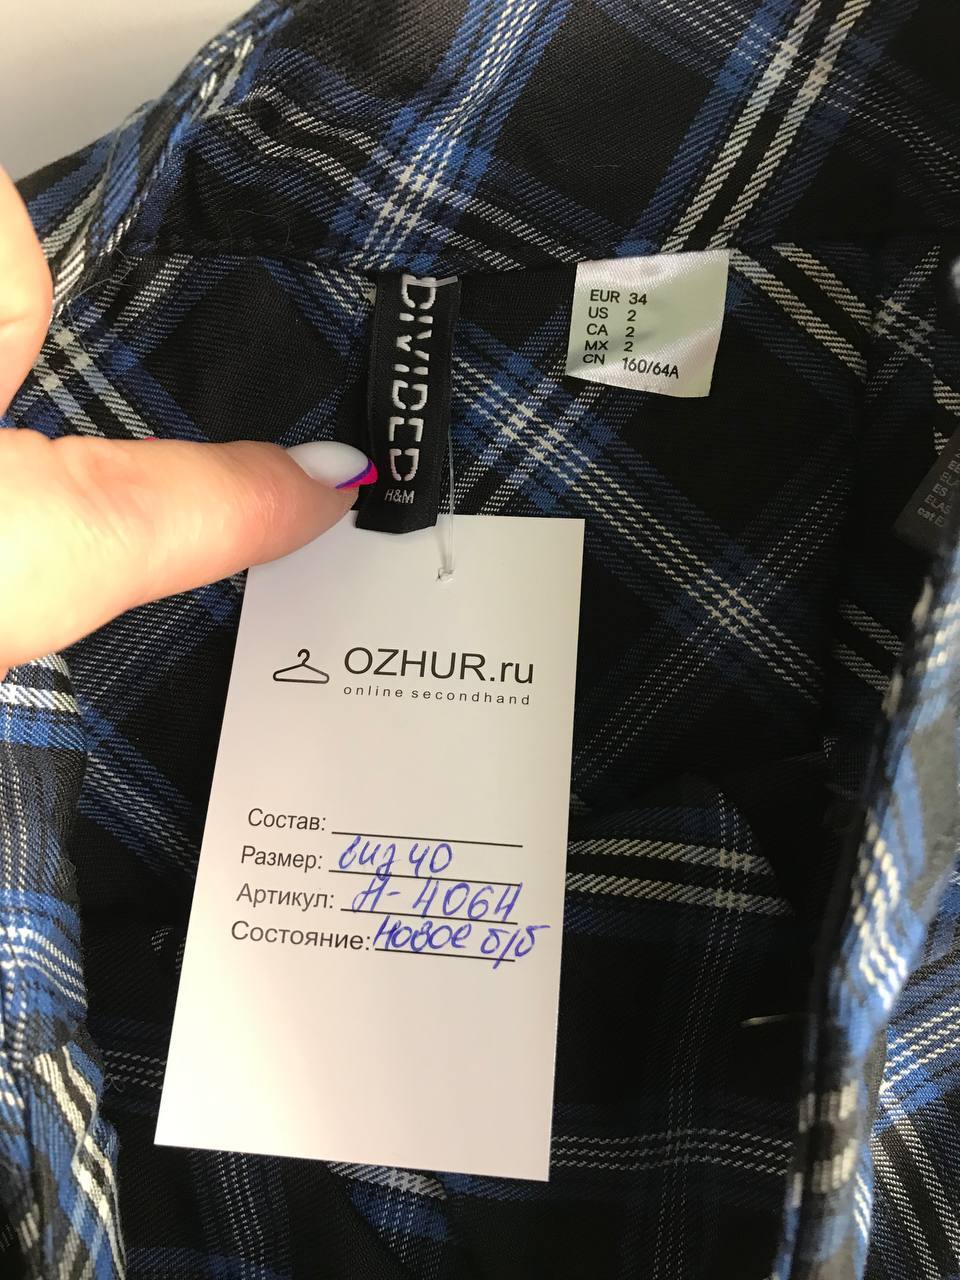 DIVIDED
H&M
EUR 34
US 2
CA 2
MX 2
CN 160/64A
OZHUR.ru
online secondhand
Состав:
Размер: виз 40
Артикул: Н-4064
Состояние: новое б/б